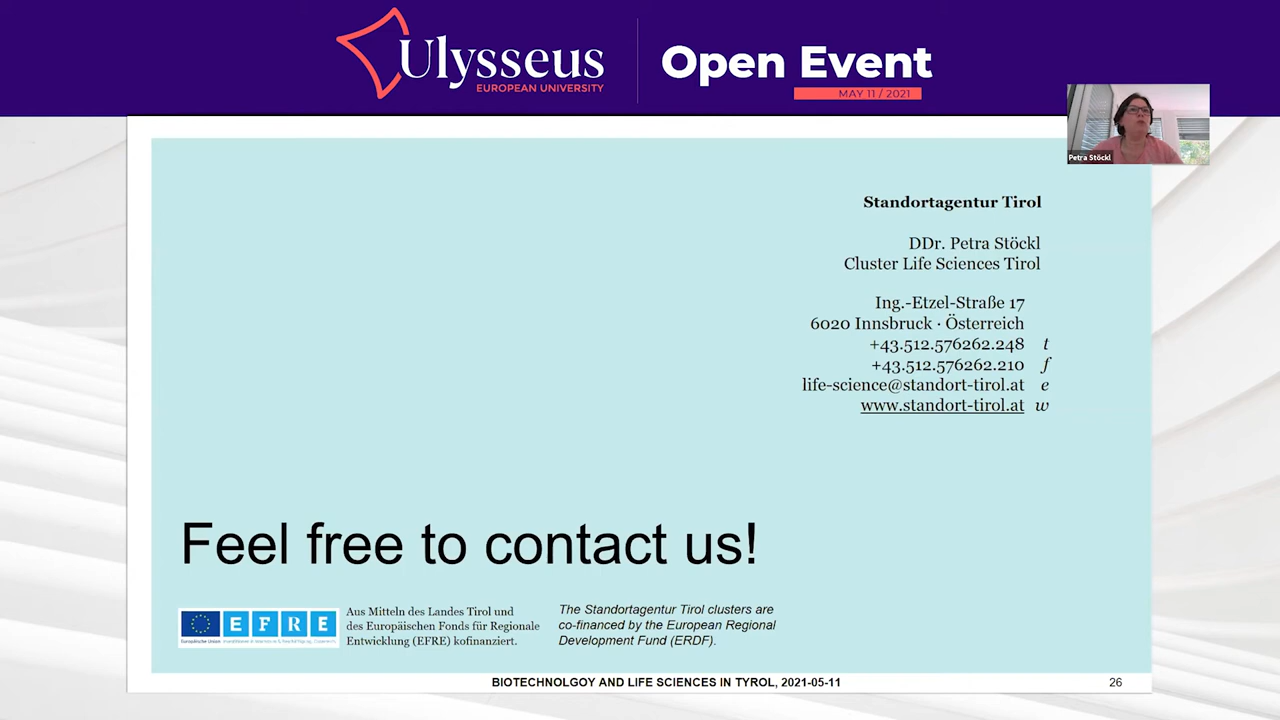 Ulysseus
EUROPEAN UNIVERSITY
Open Event
MAY 11 / 2021
Petra Stöckl
Standortagentur Tirol
DDr. Petra Stöckl
Cluster Life Sciences Tirol
Ing.-Etzel-Straße 17
6020 Innsbruck · Österreich
+43.512.576262.248 t
+43.512.576262.210 f
life-science@standort-tirol.at e
www.standort-tirol.at w
Feel free to contact us!
EFRE
Europäische Union
Aus Mitteln des Landes Tirol und
des Europäischen Fonds für Regionale
Entwicklung (EFRE) kofinanziert.
The Standortagentur Tirol clusters are
co-financed by the European Regional
Development Fund (ERDF).
BIOTECHNOLGOY AND LIFE SCIENCES IN TYROL, 2021-05-11
26